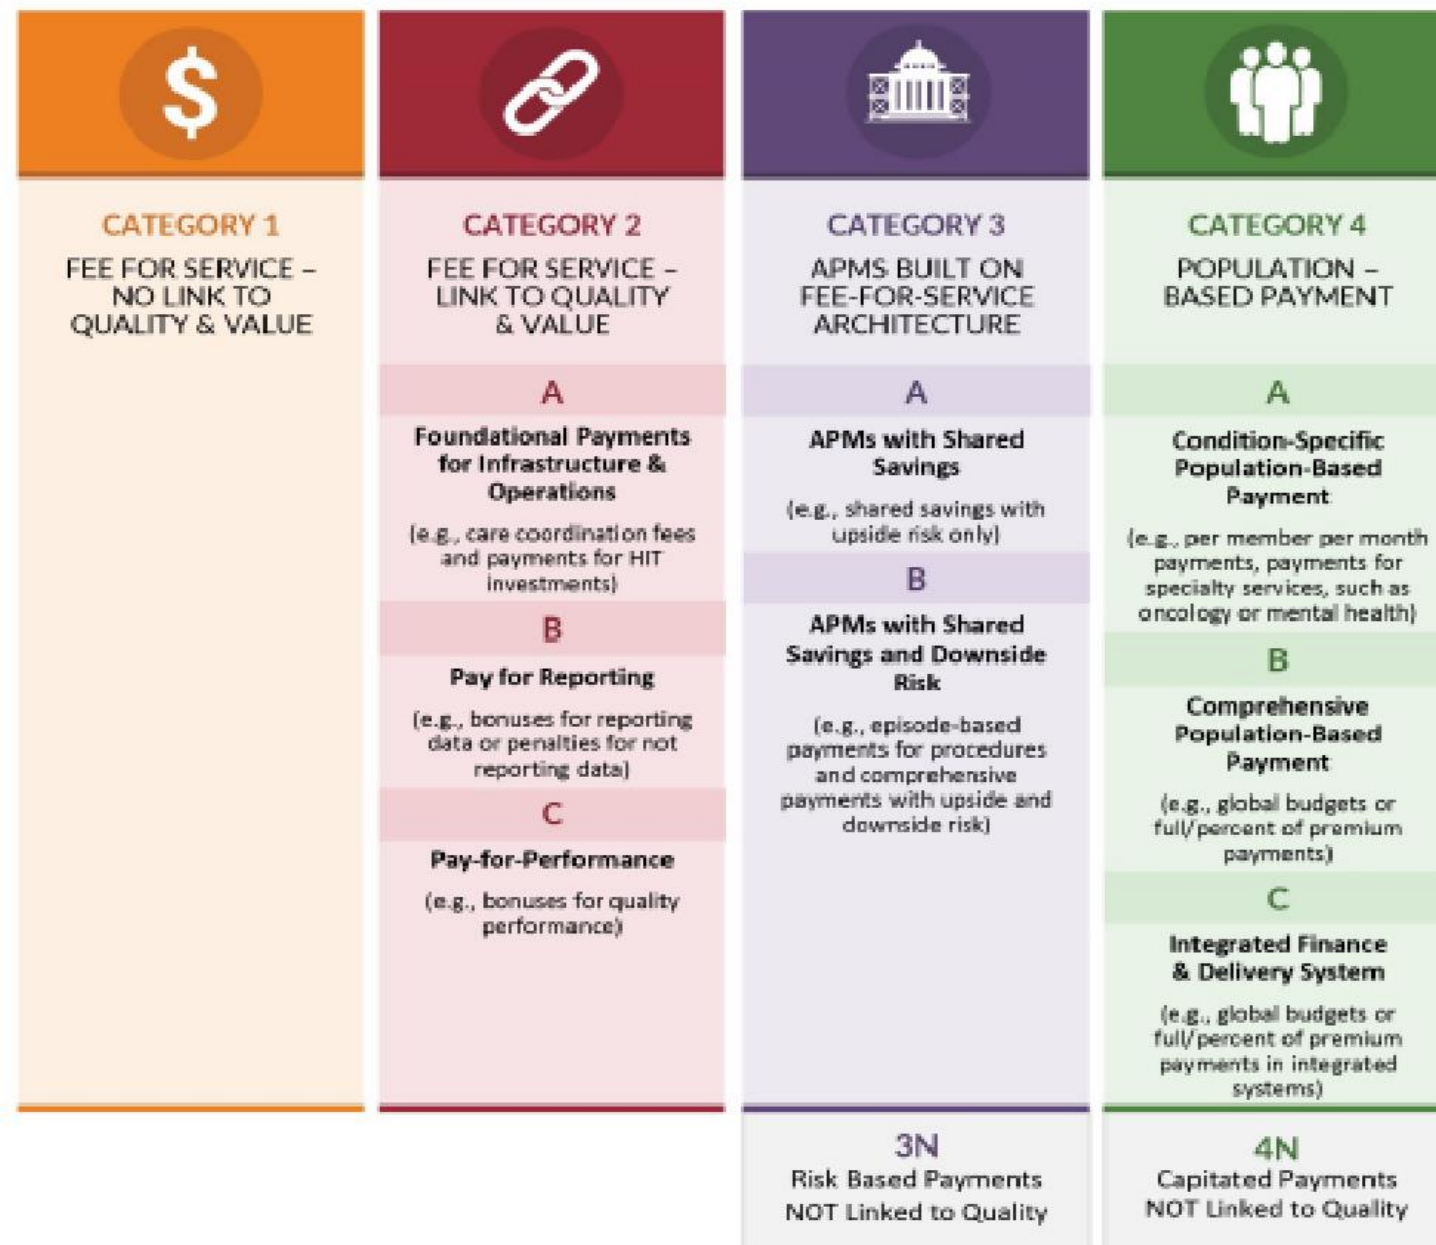 $
CATEGORY 1
FEE FOR SERVICE –
NO LINK TO
QUALITY & VALUE
CATEGORY 2
FEE FOR SERVICE –
LINK TO QUALITY
& VALUE
A
Foundational Payments
for Infrastructure &
Operations
(e.g., care coordination fees
and payments for HIT
investments)
B
Pay for Reporting
(e.g., bonuses for reporting
data or penalties for not
reporting data)
C
Pay-for-Performance
(e.g., bonuses for quality
performance)
CATEGORY 3
APMS BUILT ON
FEE-FOR-SERVICE
ARCHITECTURE
A
APMs with Shared
Savings
(e.g., shared savings with
upside risk only)
B
APMs with Shared
Savings and Downside
Risk
(e.g., episode-based
payments for procedures
and comprehensive
payments with upside and
downside risk)
3N
Risk Based Payments
NOT Linked to Quality
CATEGORY 4
POPULATION –
BASED PAYMENT
A
Condition-Specific
Population-Based
Payment
(e.g., per member per month
payments, payments for
specialty services, such as
oncology or mental health)
B
Comprehensive
Population-Based
Payment
(e.g., global budgets or
full/percent of premium
payments)
C
Integrated Finance
& Delivery System
(e.g., global budgets or
full/percent of premium
payments in integrated
systems)
4N
Capitated Payments
NOT Linked to Quality